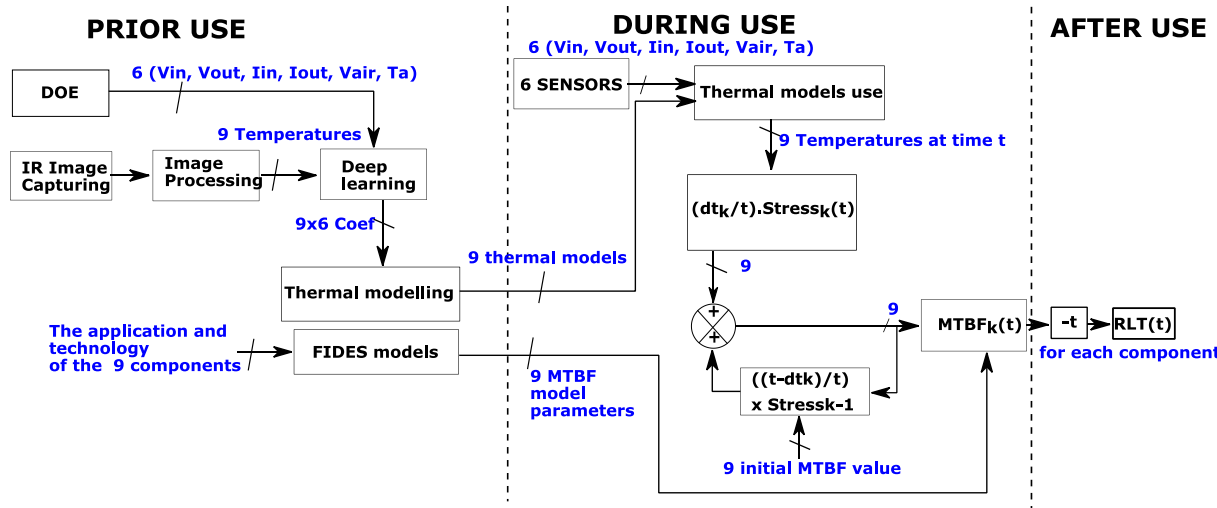 PRIOR USE
DURING USE
AFTER USE
6 (Vin, Vout, Iin, Iout, Vair, Ta)
DOE
9 Temperatures
IR Image
Capturing
Image
Processing
Deep
learning
9x6 Coef
Thermal modelling
9 thermal models
The application and
technology
of the 9 components
FIDES models
9 MTBF
model
parameters
6 (Vin, Vout, Iin, Iout, Vair, Ta)
6 SENSORS
Thermal models use
9 Temperatures at time t
(dtk/t).Stressk(t)
9
+
+
9
((t-dtk)/t)
x Stressk-1
9 initial MTBF value
MTBFk(t)
-t
RLT(t)
for each component